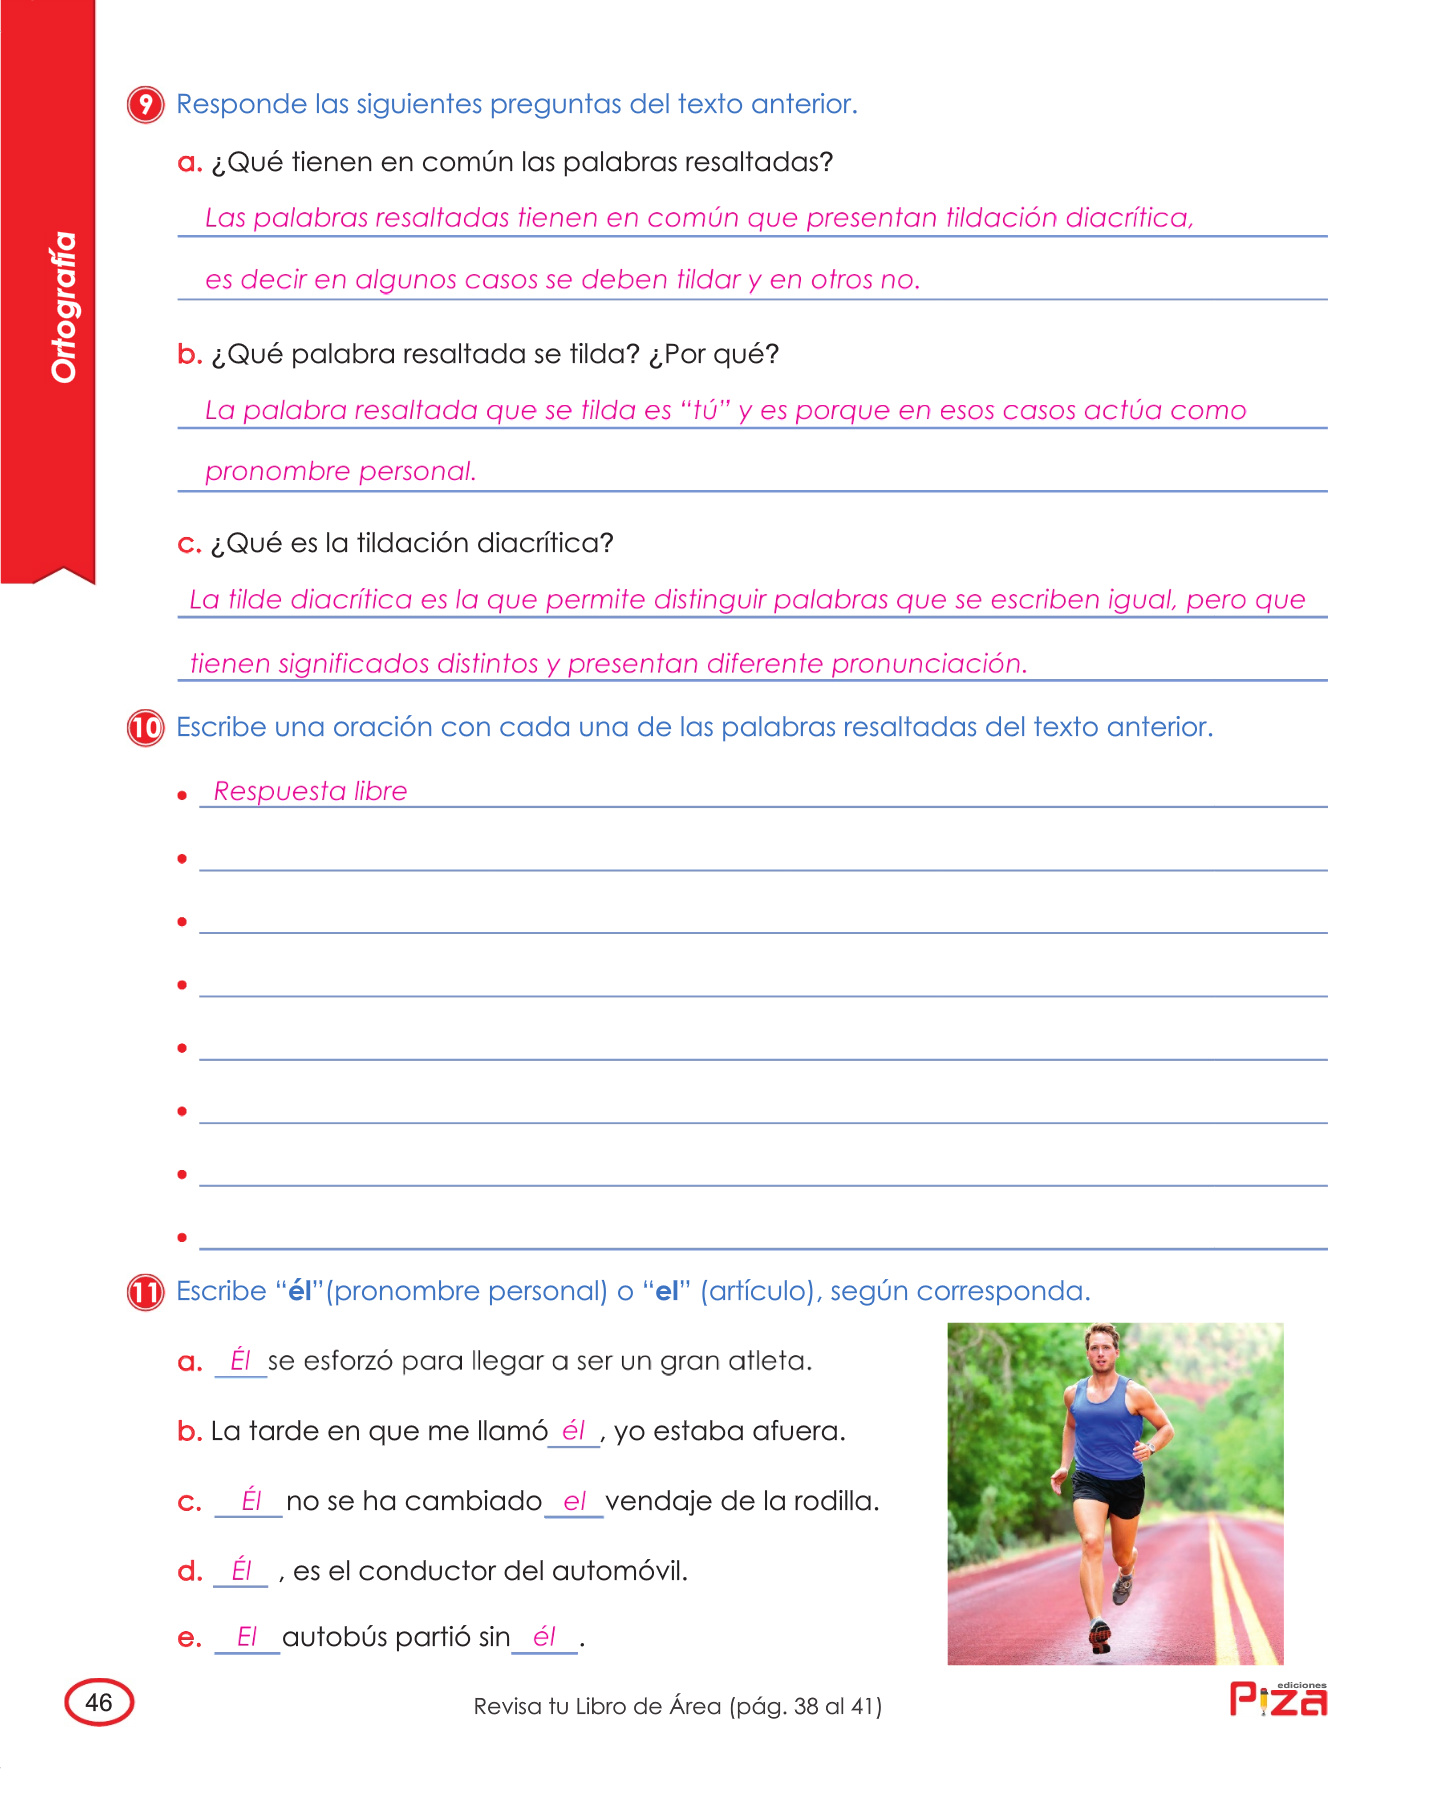 Ortografía
9 Responde las siguientes preguntas del texto anterior.
a. ¿Qué tienen en común las palabras resaltadas?
Las palabras resaltadas tienen en común que presentan tildación diacrítica,
es decir en algunos casos se deben tildar y en otros no.
b. ¿Qué palabra resaltada se tilda? ¿Por qué?
La palabra resaltada que se tilda es “tú” y es porque en esos casos actúa como
pronombre personal.
c. ¿Qué es la tildación diacrítica?
La tilde diacrítica es la que permite distinguir palabras que se escriben igual, pero que
tienen significados distintos y presentan diferente pronunciación.
10 Escribe una oración con cada una de las palabras resaltadas del texto anterior.
• Respuesta libre
•
•
•
•
•
•
•
11 Escribe “él”(pronombre personal) o “el” (artículo), según corresponda.
a. Él se esforzó para llegar a ser un gran atleta.
b. La tarde en que me llamó él, yo estaba afuera.
c. Él no se ha cambiado el vendaje de la rodilla.
d. Él , es el conductor del automóvil.
e. El autobús partió sin él.
46
Revisa tu Libro de Área (pág. 38 al 41)
ediciones
Piza